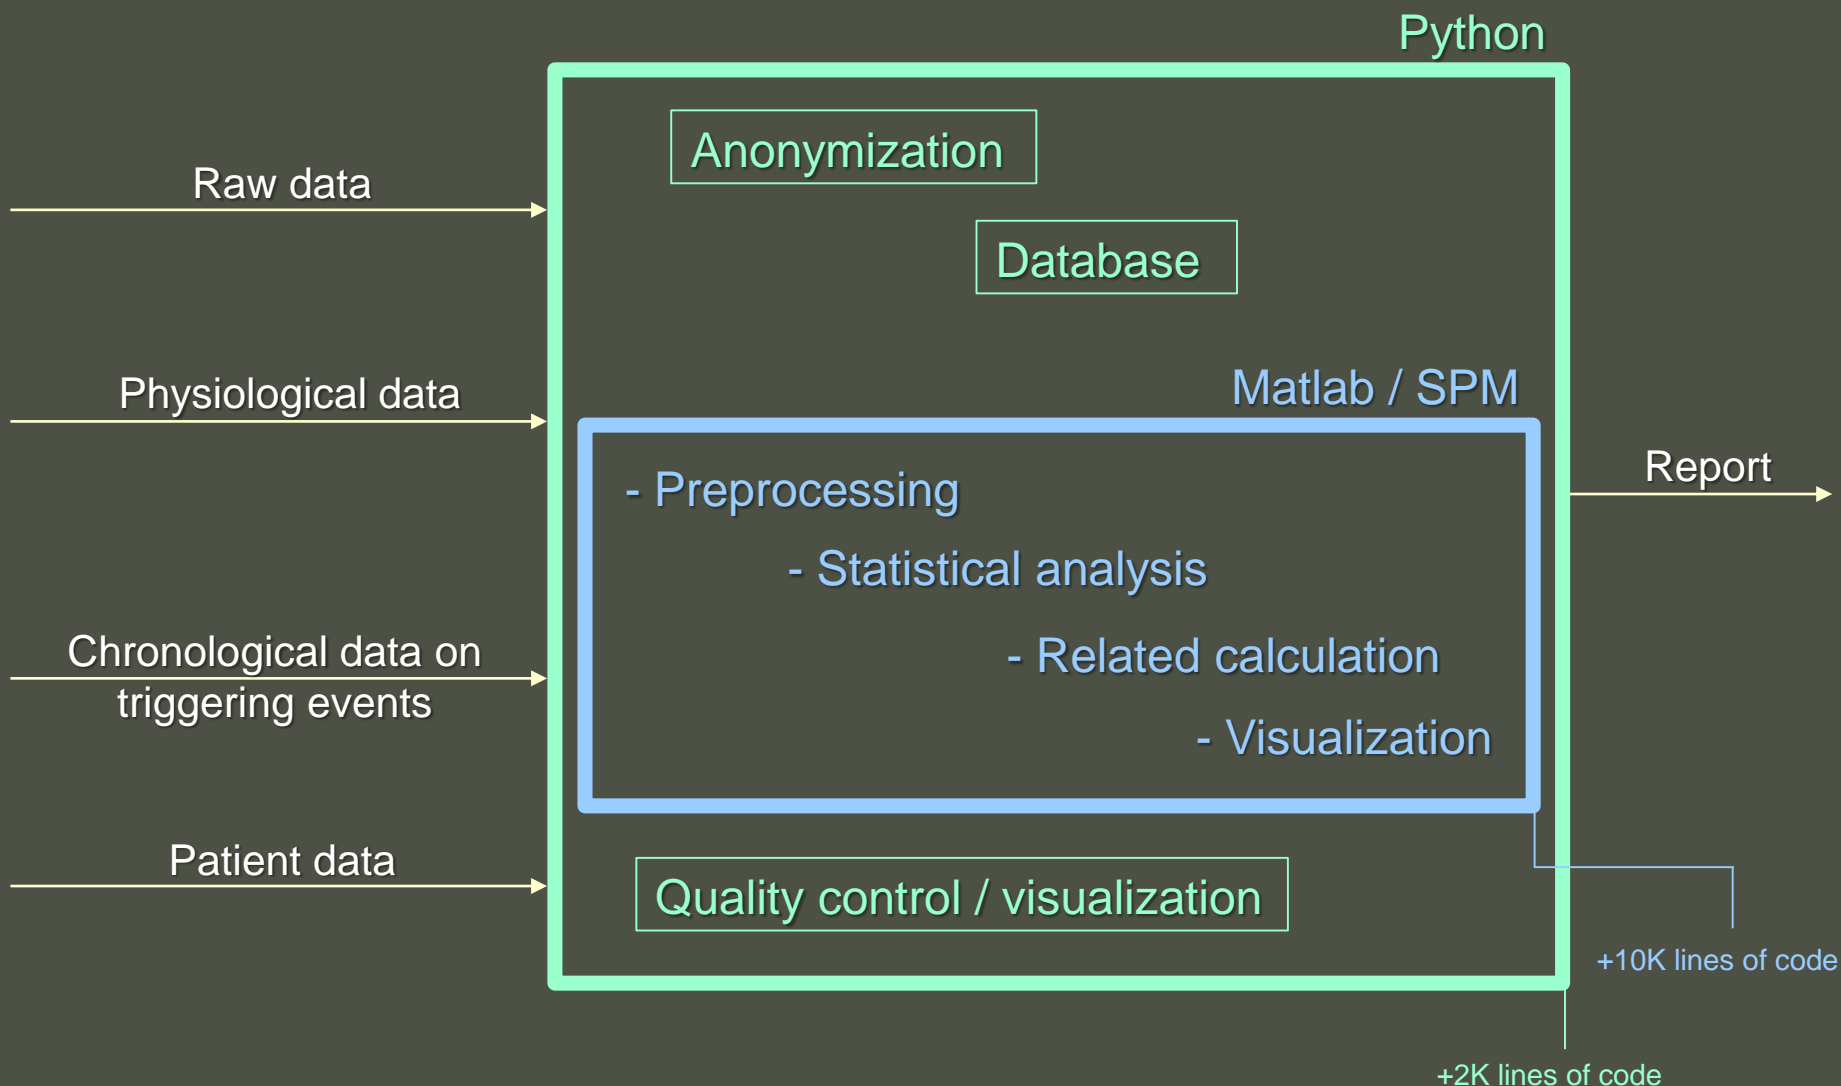 Python
Anonymization
Raw data
Database
Physiological data
Matlab / SPM
Report
- Preprocessing
- Statistical analysis
Chronological data on
triggering events
- Related calculation
- Visualization
Patient data
Quality control / visualization
+10K lines of code
+2K lines of code